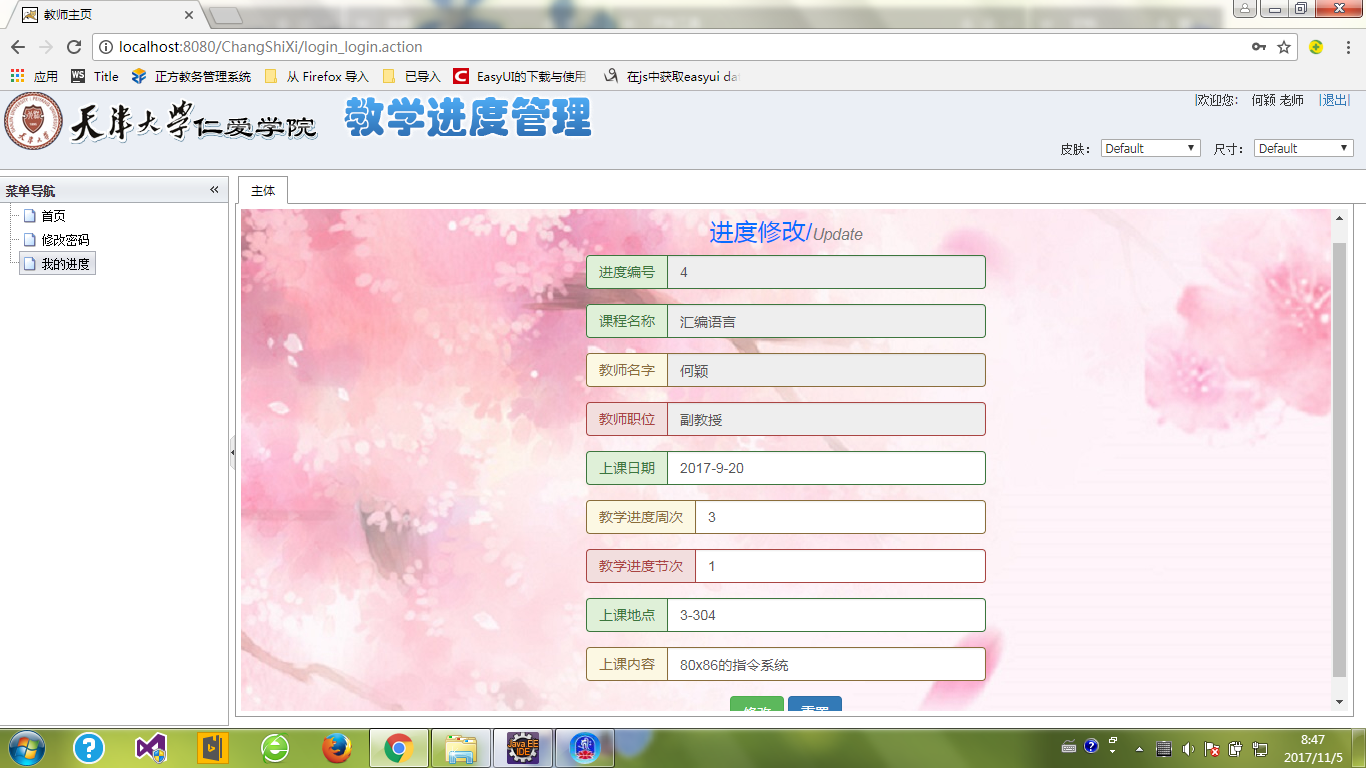 教师主页
localhost:8080/ChangShiXi/login_login.action
应用 WS Title 正方教务管理系统 从 Firefox 导入 已导入 C EasyUI的下载与使用 在js中获取easyui dat
天津大学仁爱学院 教学进度管理 |欢迎您: 何颖 老师 |退出|
皮肤: Default 尺寸: Default
菜单导航
首页
修改密码
我的进度
主体
进度修改/Update
进度编号 4
课程名称 汇编语言
教师名字 何颖
教师职位 副教授
上课日期 2017-9-20
教学进度周次 3
教学进度节次 1
上课地点 3-304
上课内容 80x86的指令系统
修改 重置
Java EE IDE
8:47
2017/11/5